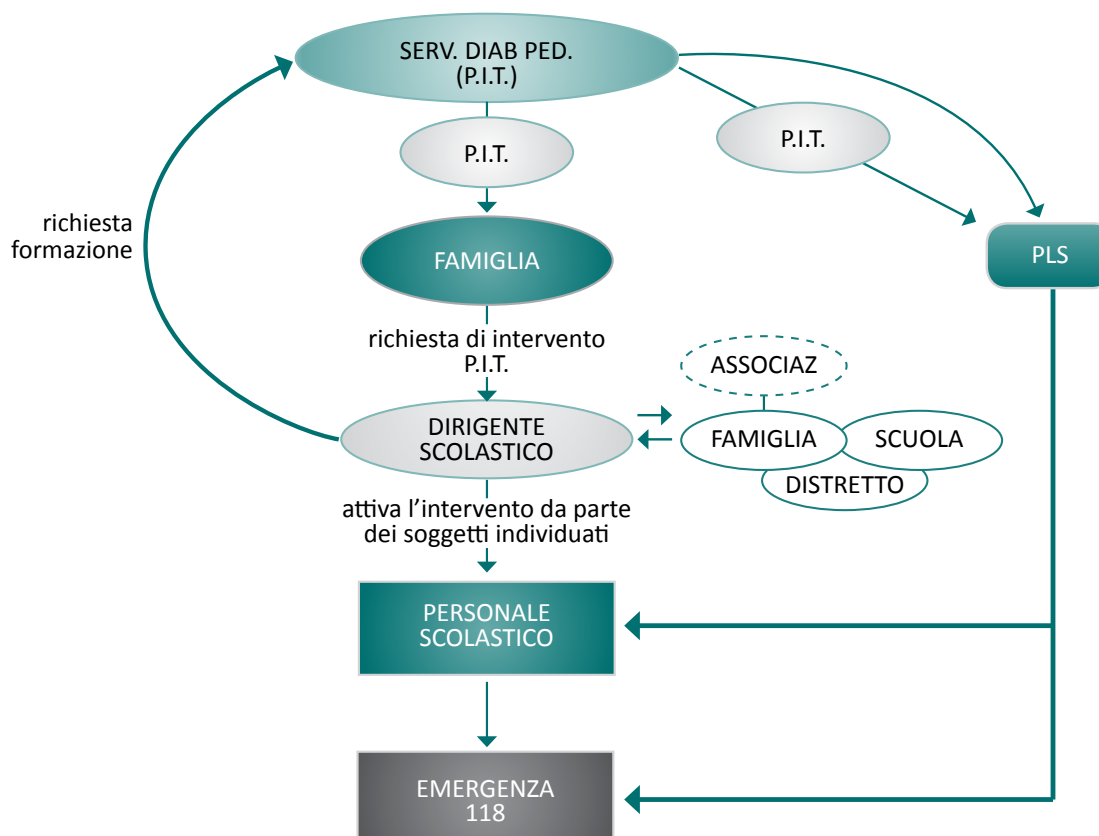 SERV. DIAB PED.
(P.I.T.)
P.I.T.
P.I.T.
richiesta
formazione
FAMIGLIA
PLS
richiesta di intervento
P.I.T.
ASSOCIAZ
DIRIGENTE
SCOLASTICO
FAMIGLIA
SCUOLA
DISTRETTO
attiva l’intervento da parte
dei soggetti individuati
PERSONALE
SCOLASTICO
EMERGENZA
118